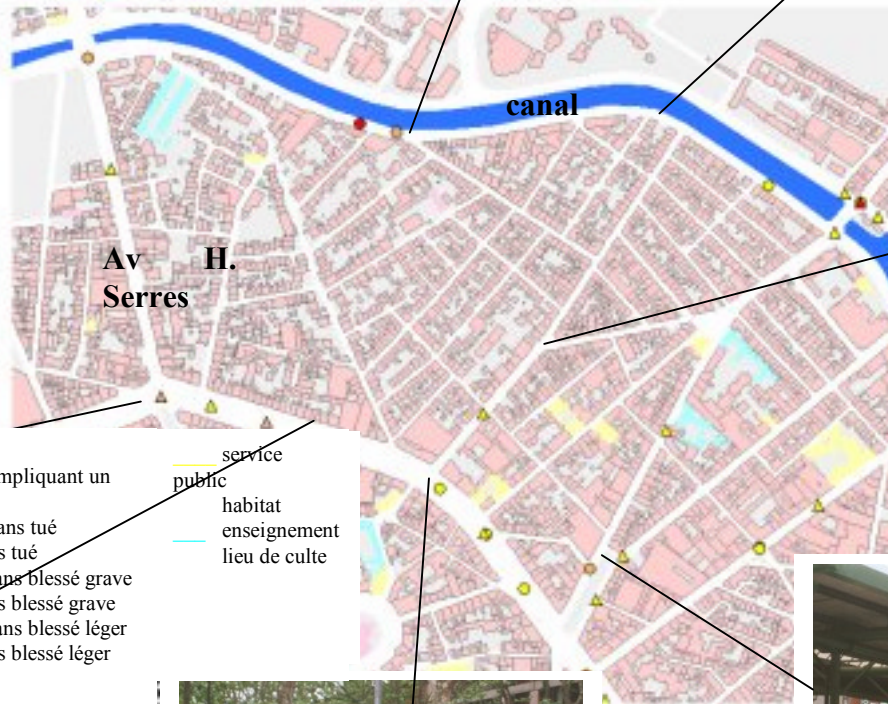 canal
Av H.
Serres
mpliquant un
ans tué
s tué
ans blessé grave
s blessé grave
ans blessé léger
s blessé léger
service
public
habitat
enseignement
lieu de culte